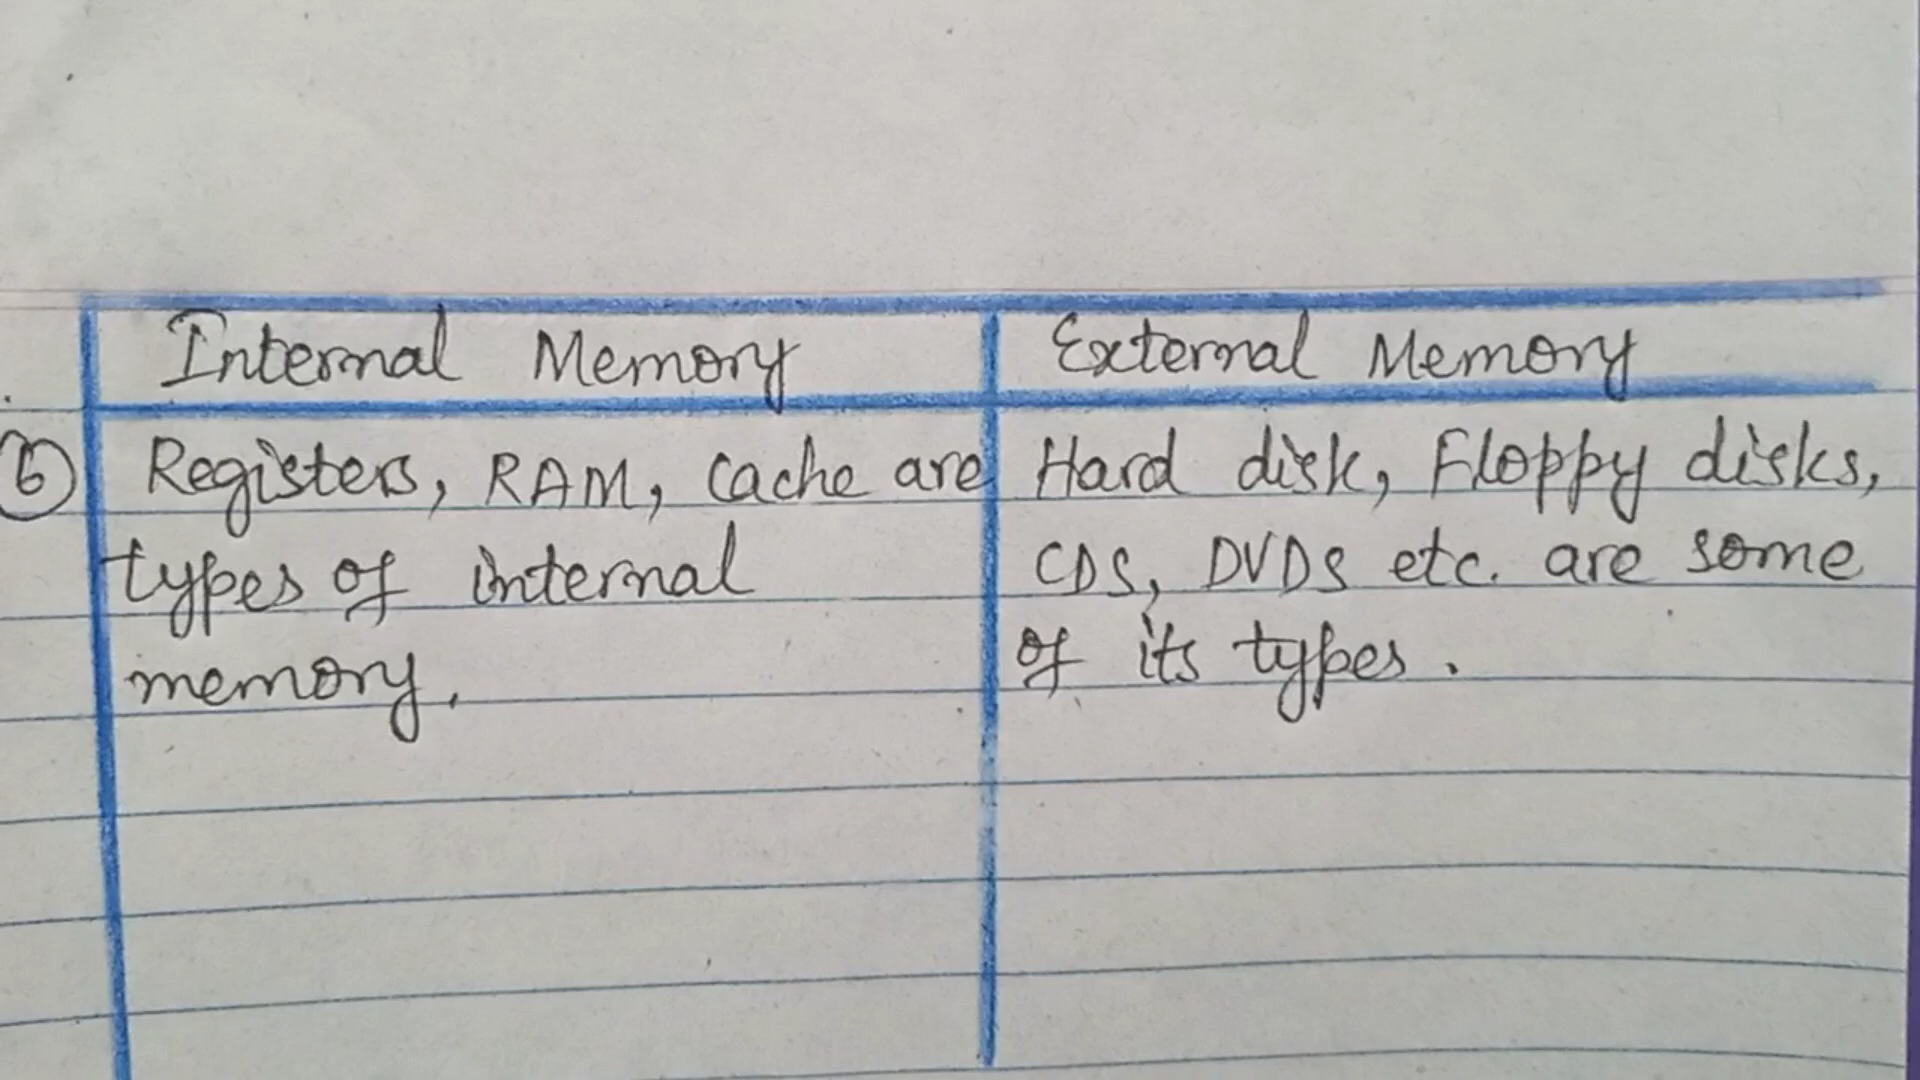 Internal Memory
External Memory
6
Registers, RAM, Cache are
types of internal
memory.
Hard disk, Floppy disks,
CDS, DVDS etc. are some
of its types.